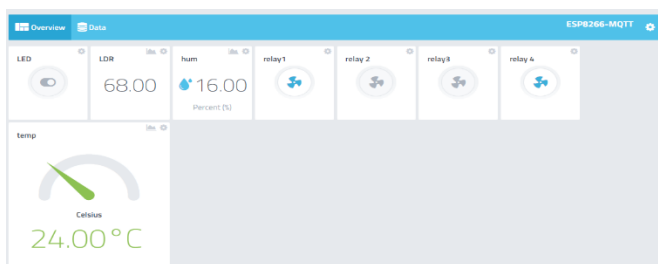 Overview Data ESP8266-MQTT
LED LDR hum relay1 relay 2 relay3 relay 4
68.00 16.00
Percent (%)
temp
Celsius
24.00°C